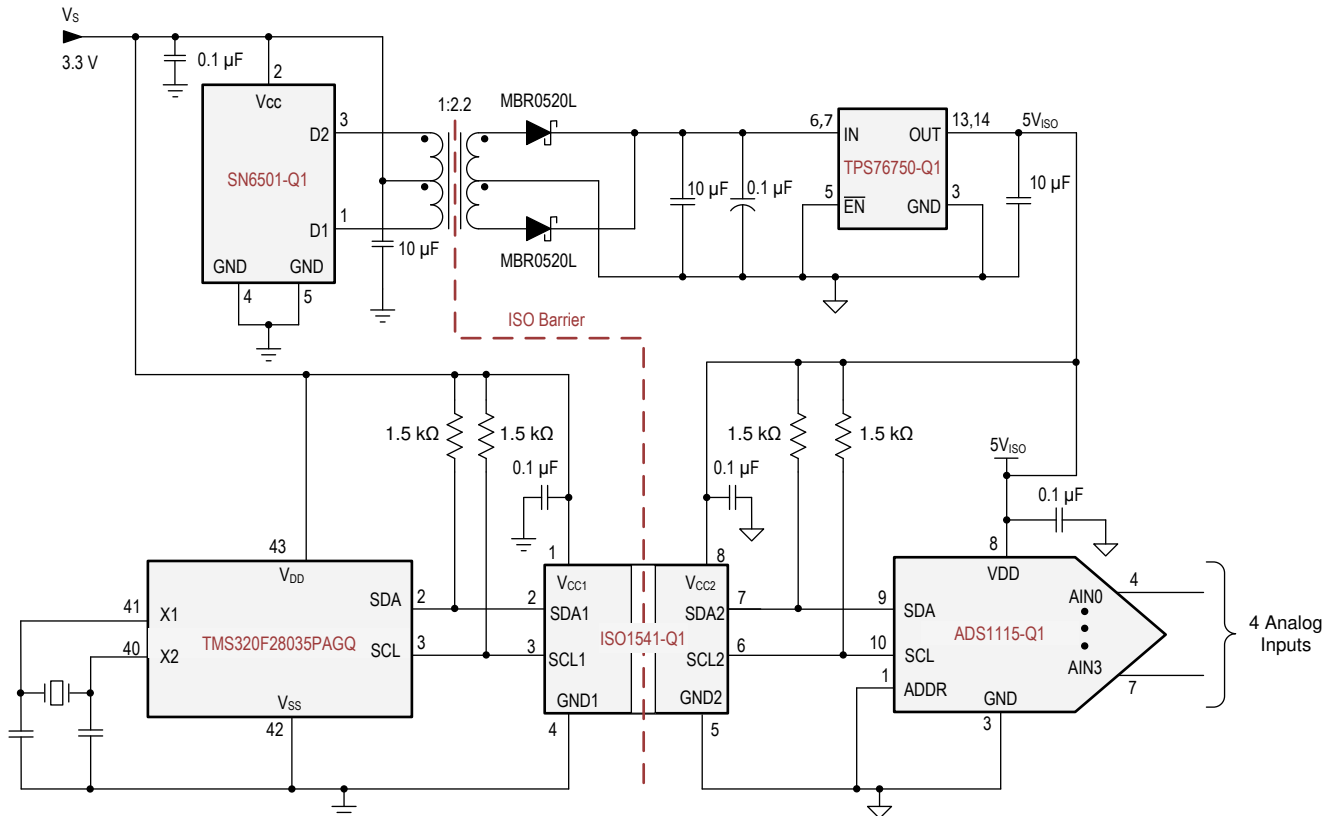 VS
3.3 V
0.1 µF
2
Vcc
D2
3
SN6501-Q1
D1
1
GND
GND
4
5
10 µF
1:2.2
MBR0520L
MBR0520L
ISO Barrier
10 µF
0.1 µF
6,7
IN
OUT
13,14
5VISO
TPS76750-Q1
5
EN
GND
3
10 µF
1.5 kΩ
1.5 kΩ
0.1 µF
1.5 kΩ
1.5 kΩ
0.1 µF
5VISO
0.1 µF
43
VDD
41
X1
40
X2
TMS320F28035PAGQ
SDA
2
SCL
3
VSS
42
1
VCC1
2
SDA1
3
SCL1
GND1
4
ISO1541-Q1
8
VCC2
SDA2
7
SCL2
6
GND2
5
8
VDD
9
SDA
10
SCL
1
ADDR
ADS1115-Q1
GND
3
AIN0
4
AIN3
7
4 Analog
Inputs